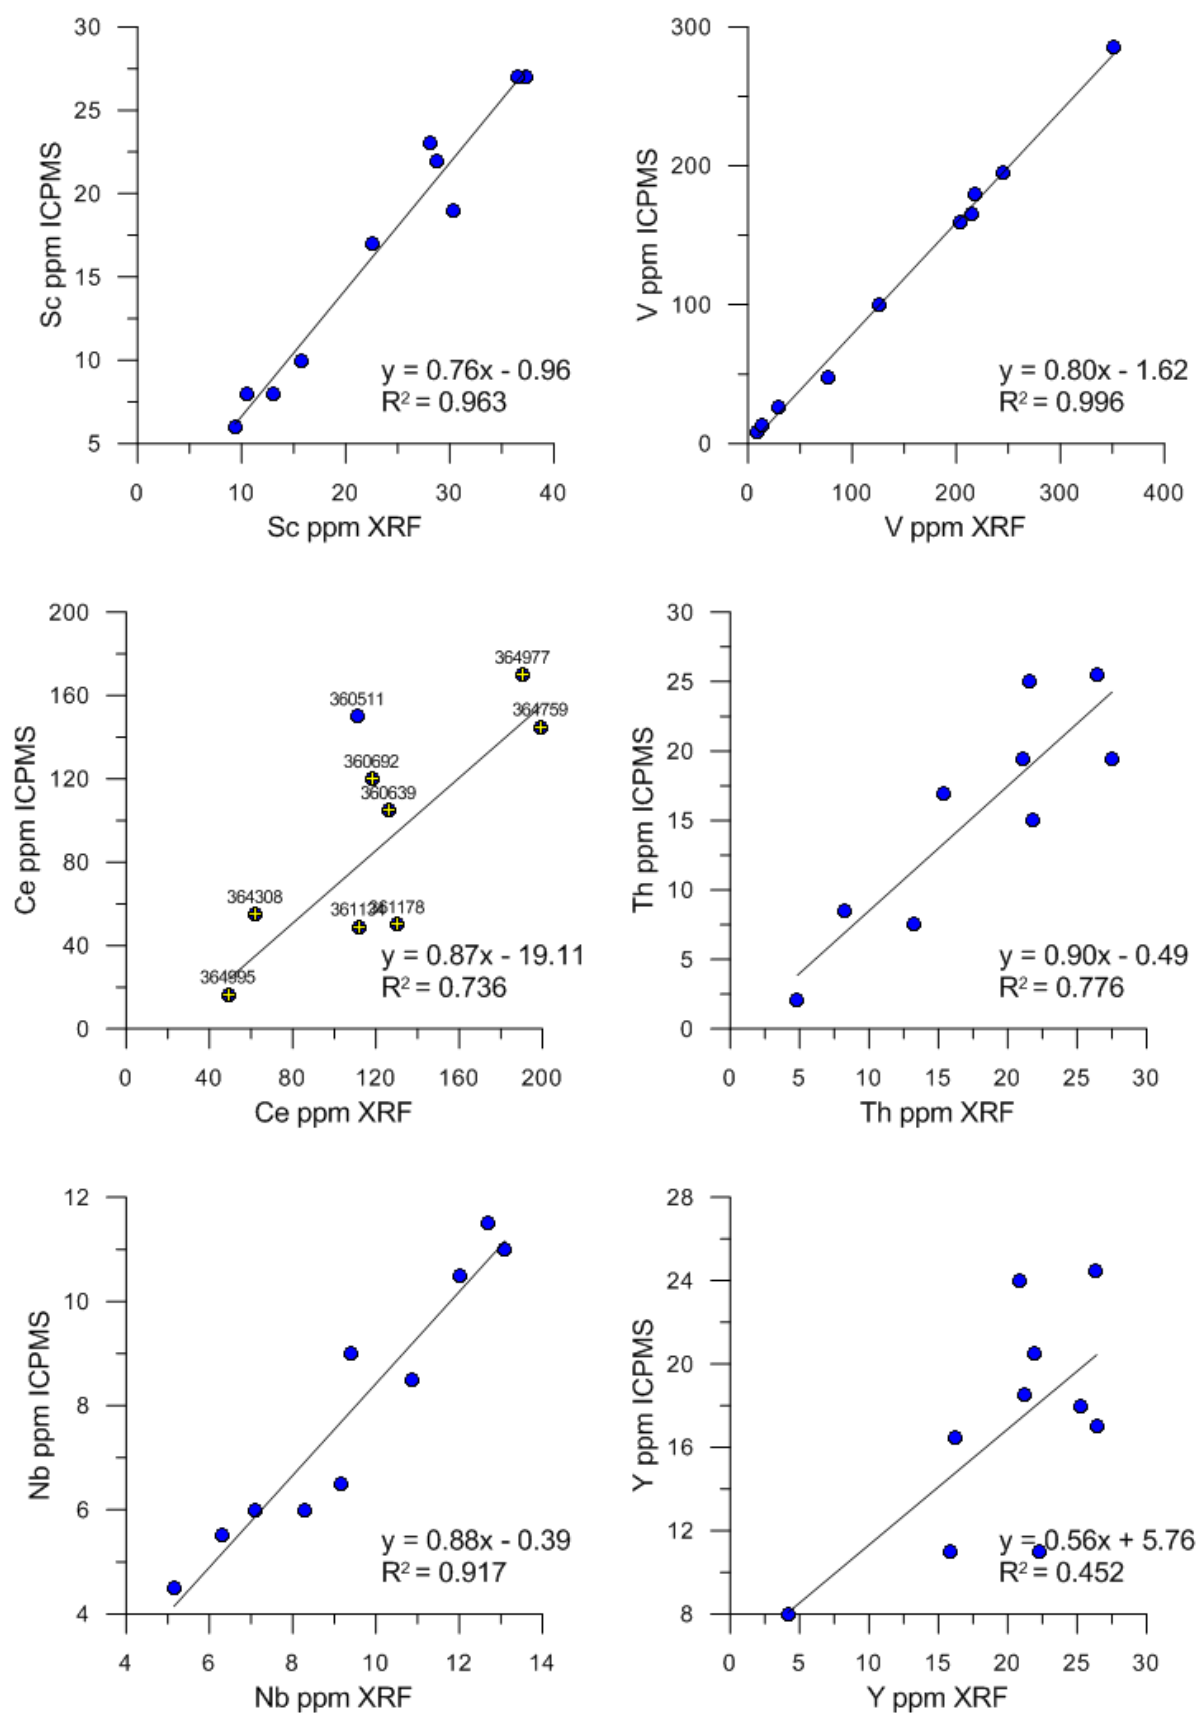 30
25
20
15
10
5
Sc ppm ICPMS
y = 0.76x - 0.96
R² = 0.963
0 10 20 30 40
Sc ppm XRF
300
200
100
0
V ppm ICPMS
y = 0.80x - 1.62
R² = 0.996
0 100 200 300 400
V ppm XRF
200
160
120
80
40
0
Ce ppm ICPMS
364977
360511
364759
360692
360639
364308
361178
364995
y = 0.87x - 19.11
R² = 0.736
0 40 80 120 160 200
Ce ppm XRF
30
25
20
15
10
5
0
Th ppm ICPMS
y = 0.90x - 0.49
R² = 0.776
0 5 10 15 20 25 30
Th ppm XRF
12
10
8
6
4
Nb ppm ICPMS
y = 0.88x - 0.39
R² = 0.917
4 6 8 10 12 14
Nb ppm XRF
28
24
20
16
12
8
Y ppm ICPMS
y = 0.56x + 5.76
R² = 0.452
0 5 10 15 20 25 30
Y ppm XRF